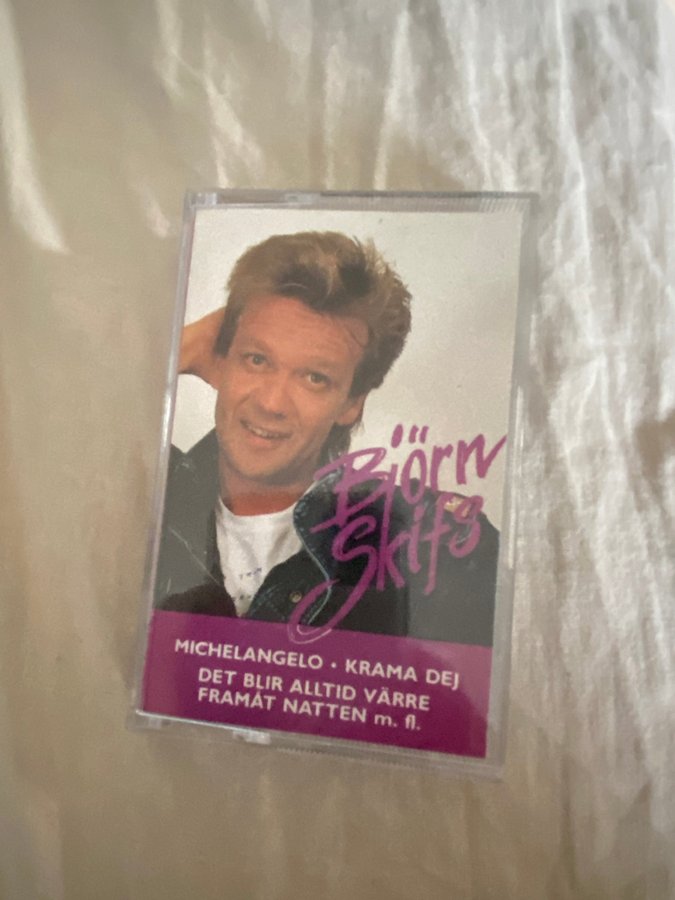 Björn
Skifs
MICHELANGELO • KRAMA DEJ
DET BLIR ALLTID VÄRRE
FRAMÅT NATTEN m. fl.